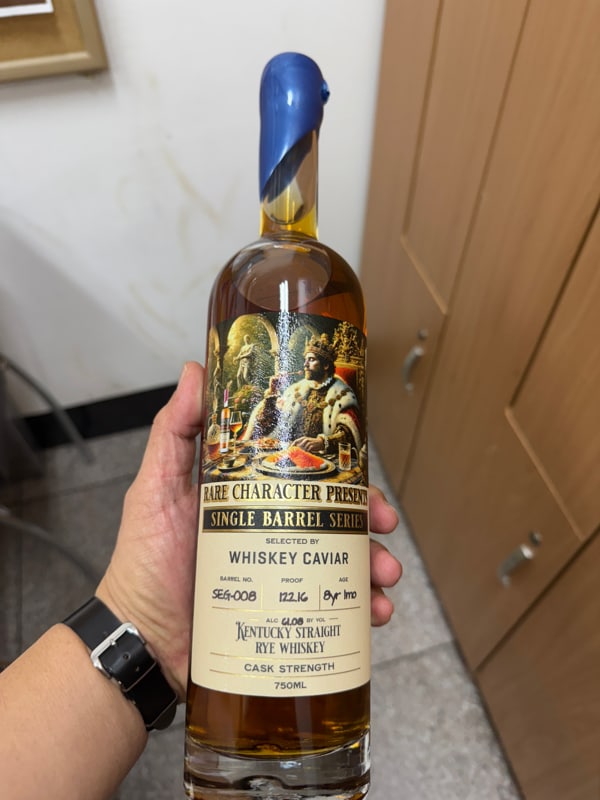 RARE CHARACTER PRESENTS
SINGLE BARREL SERIES
SELECTED BY
WHISKEY CAVIAR
BARREL NO. PROOF AGE
SEG-008 122.16 8yr 1mo
ALC 61.08 BY VOL
KENTUCKY STRAIGHT
RYE WHISKEY
CASK STRENGTH
750ML